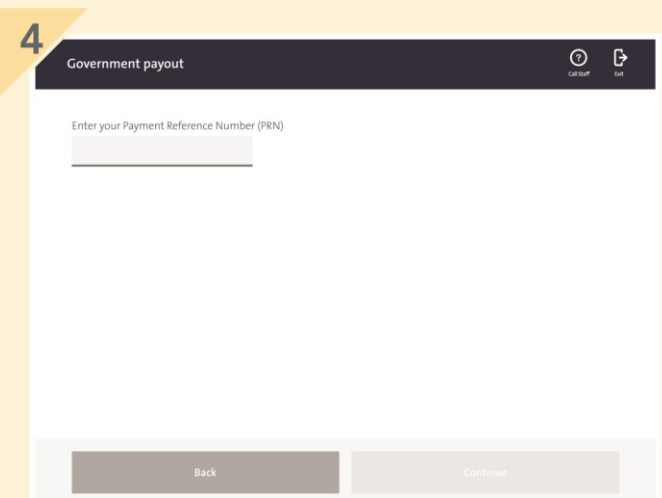 4
Government payout
Call Staff
Exit
Enter your Payment Reference Number (PRN)
Back
Continue